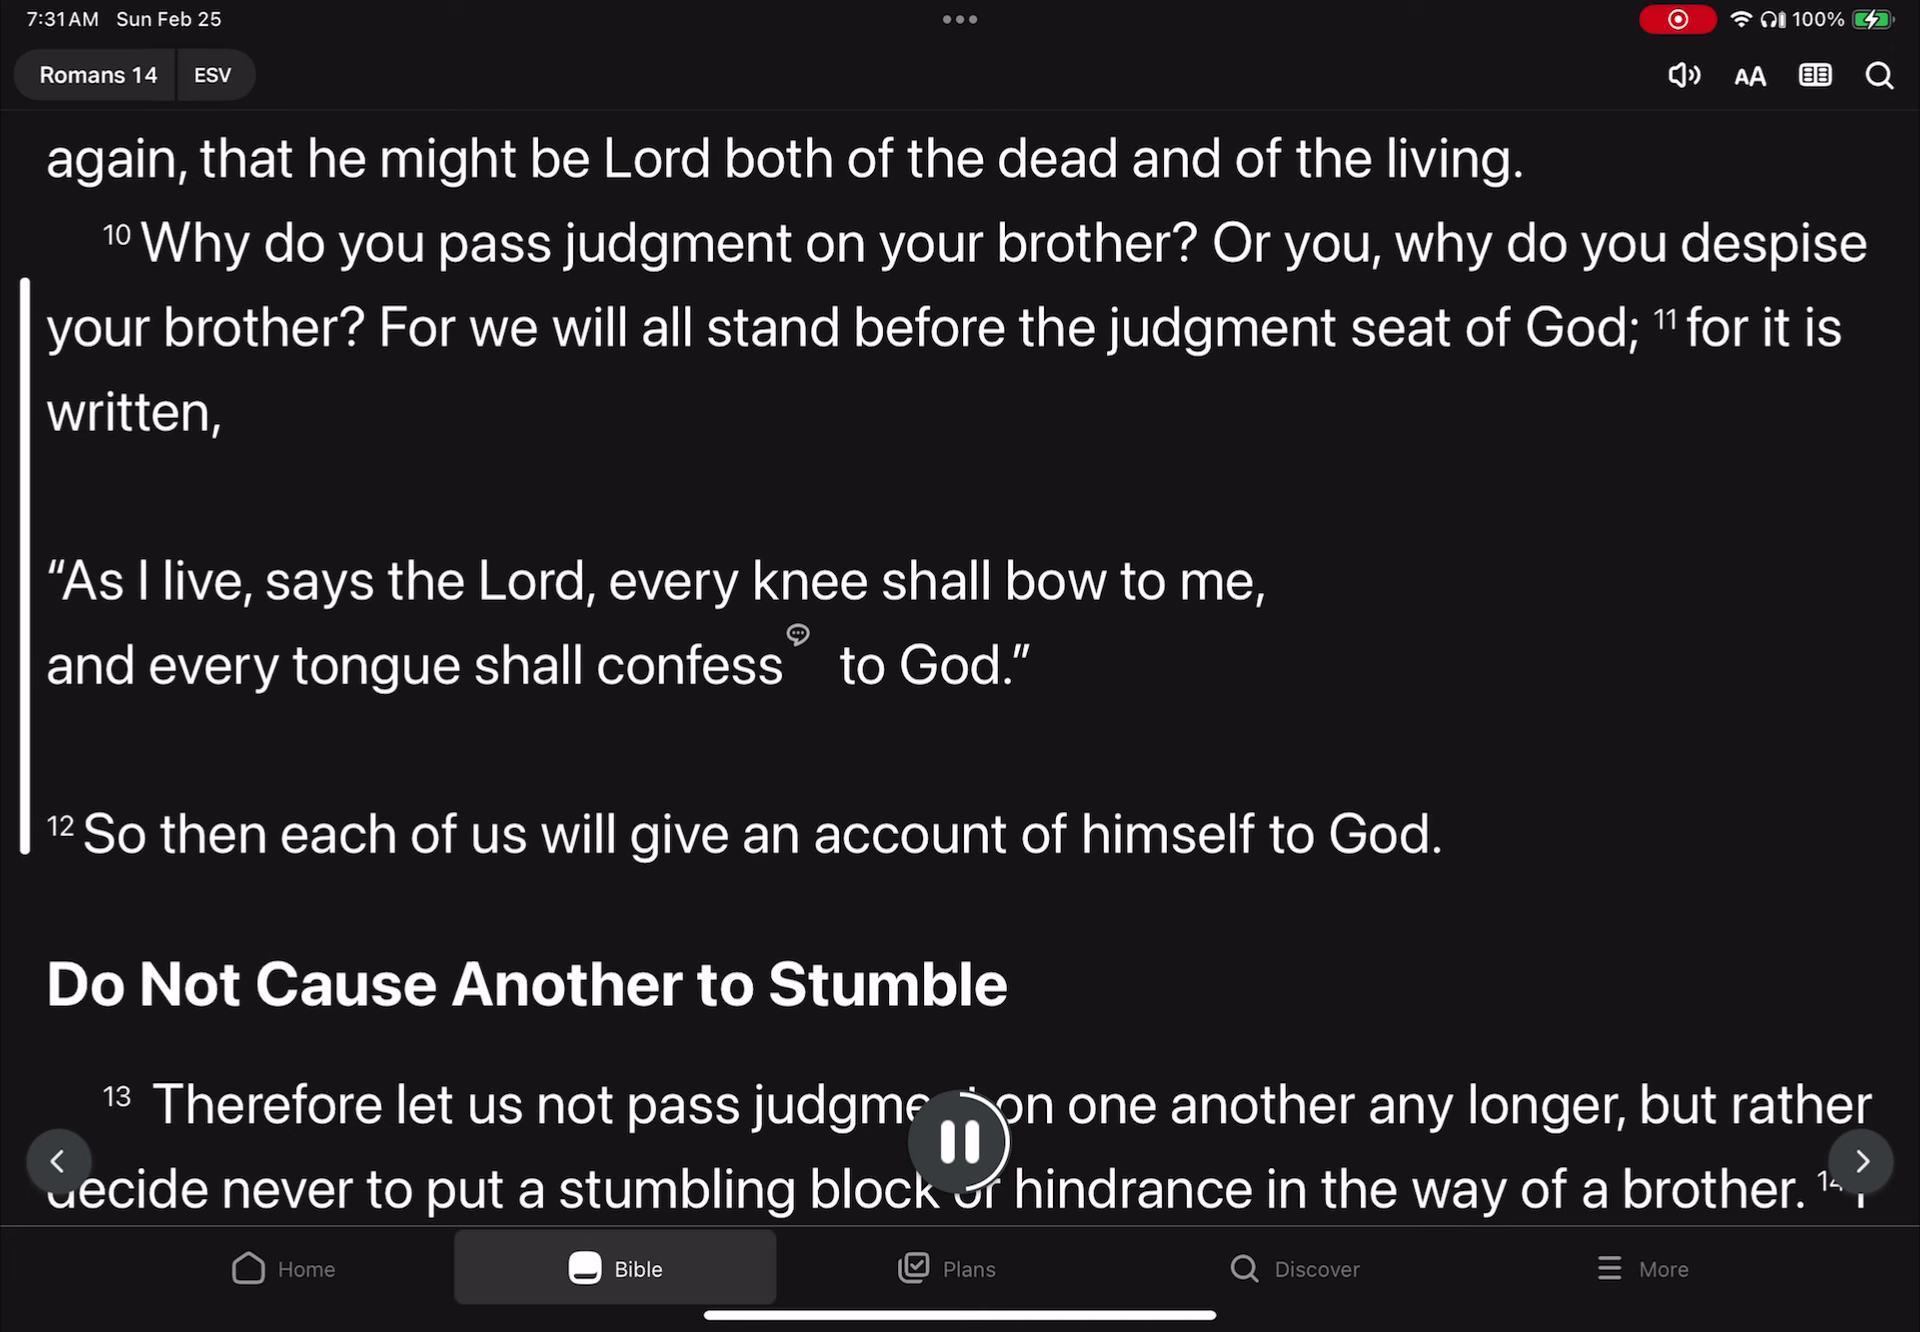 7:31 AM Sun Feb 25
100%
Romans 14 ESV
AA
again, that he might be Lord both of the dead and of the living.
10 Why do you pass judgment on your brother? Or you, why do you despise
your brother? For we will all stand before the judgment seat of God; 11 for it is
written,
“As I live, says the Lord, every knee shall bow to me,
and every tongue shall confess to God.”
12 So then each of us will give an account of himself to God.
Do Not Cause Another to Stumble
13 Therefore let us not pass judgment on one another any longer, but rather
decide never to put a stumbling block or hindrance in the way of a brother. 14 I
Home Bible Plans Discover More